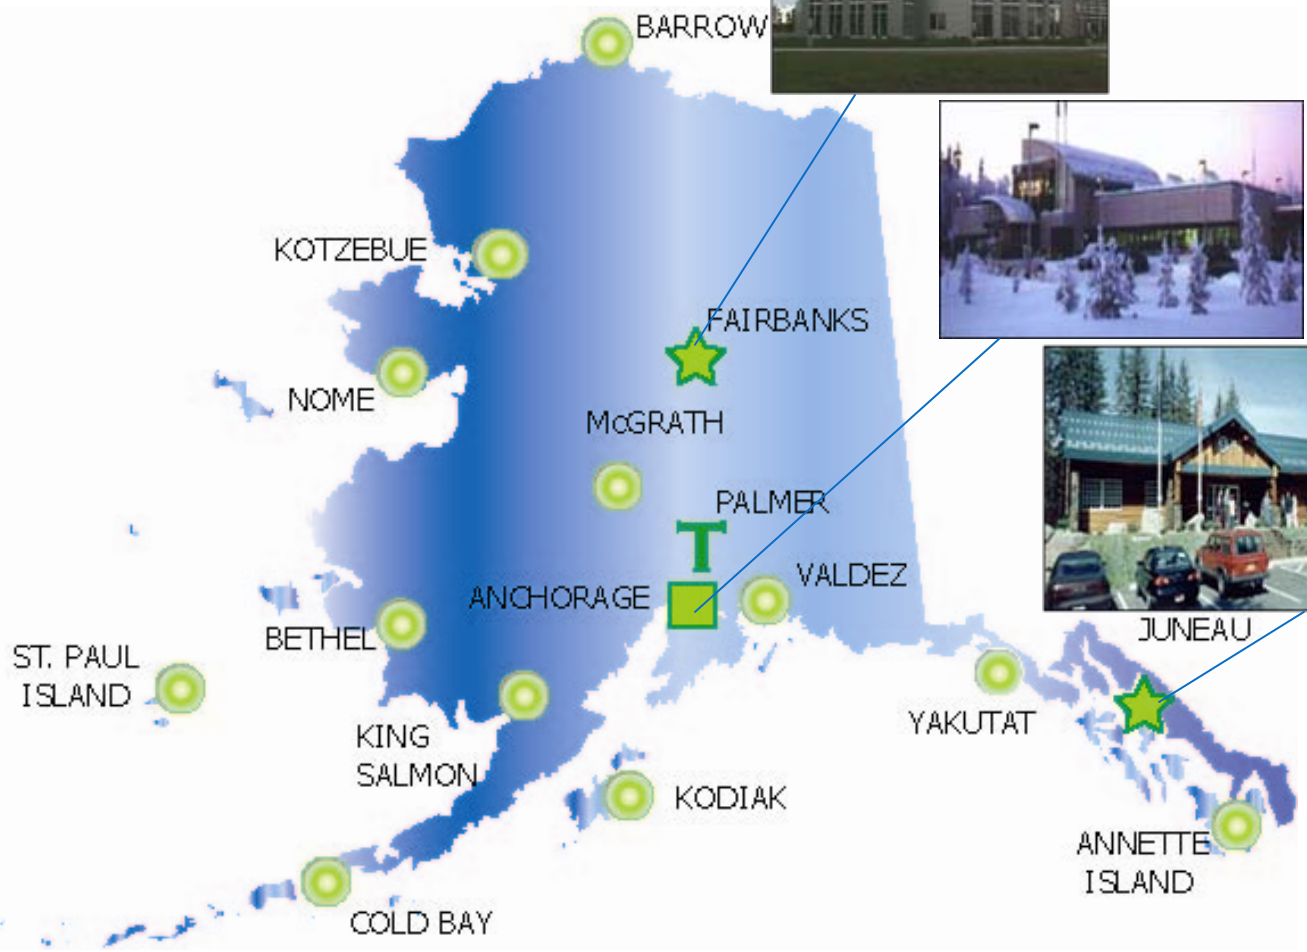 BARROW
KOTZEBUE
FAIRBANKS
NOME
McGRATH
PALMER
VALDEZ
ANCHORAGE
BETHEL
JUNEAU
ST. PAUL
ISLAND
YAKUTAT
KING
SALMON
KODIAK
ANNETTE
ISLAND
COLD BAY